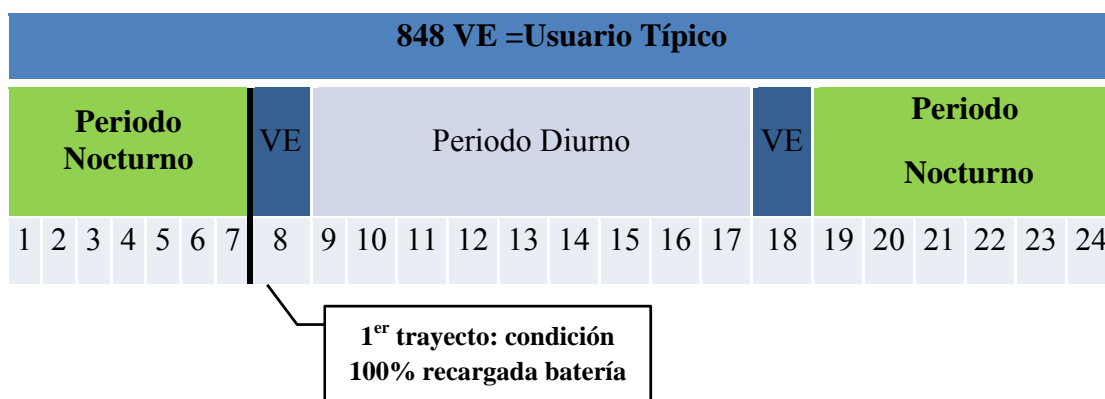 848 VE =Usuario Típico
Periodo
Nocturno
VE
Periodo Diurno
VE
Periodo
Nocturno
1 2 3 4 5 6 7 8 9 10 11 12 13 14 15 16 17 18 19 20 21 22 23 24
1er trayecto: condición
100% recargada batería